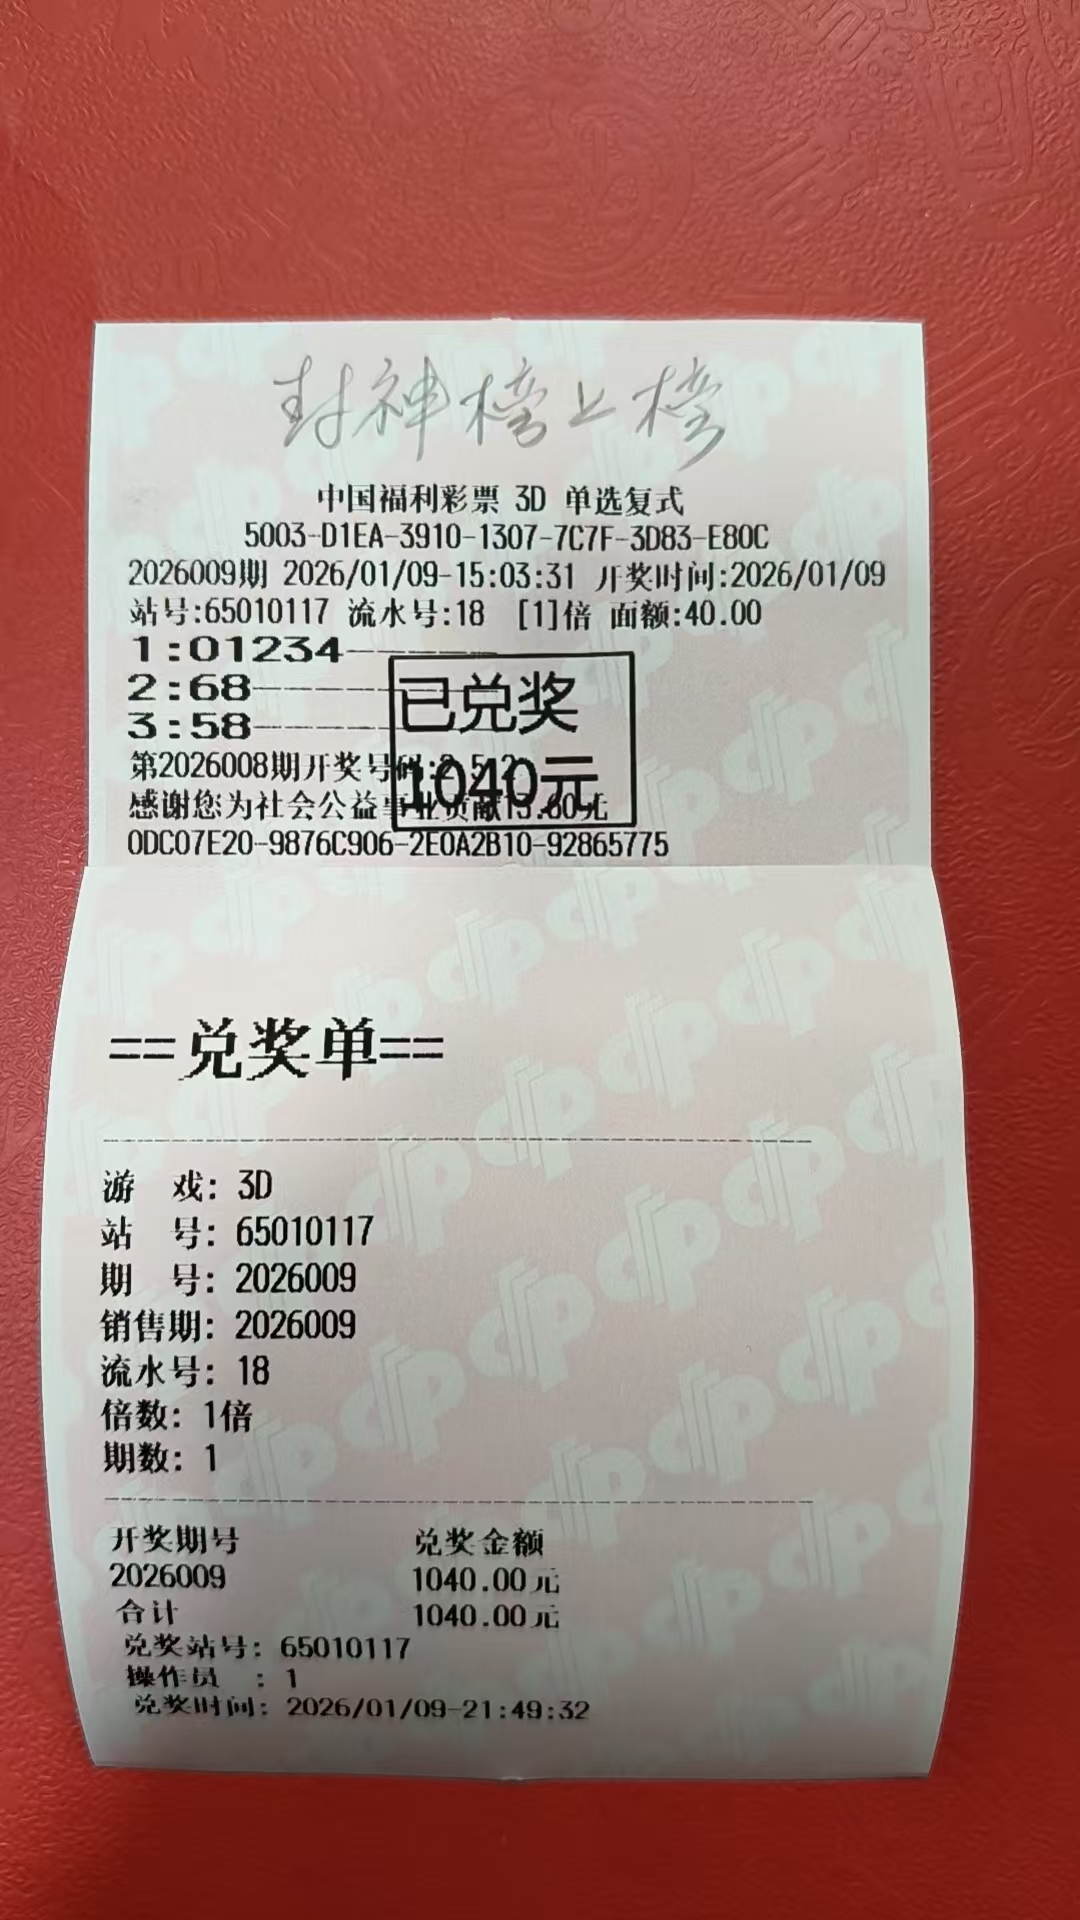 封神榜上榜
中国福利彩票 3D 单选复式
5003-D1EA-3910-1307-7C7F-3D83-E80C
2026009期 2026/01/09-15:03:31 开奖时间:2026/01/09
站号:65010117 流水号:18 [1]倍 面额:40.00
1:01234
2:68
3:58
已兑奖
第2026008期开奖号码: 5 2
1040元
感谢您为社会公益事业贡献13.60元
0DC07E20-9876C906-2E0A2B10-92865775
==兑奖单==
游 戏: 3D
站 号: 65010117
期 号: 2026009
销售期: 2026009
流水号: 18
倍数: 1倍
期数: 1
开奖期号 兑奖金额
2026009 1040.00元
合计 1040.00元
兑奖站号: 65010117
操作员 : 1
兑奖时间: 2026/01/09-21:49:32